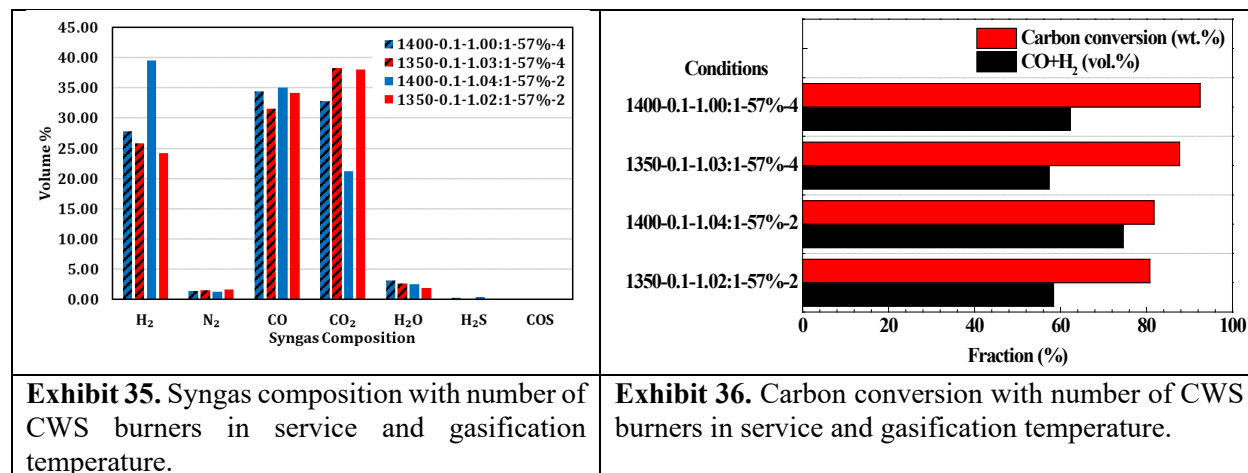 45.00
40.00
35.00
30.00
25.00
20.00
15.00
10.00
5.00
0.00
Volume %
1400-0.1-1.00:1-57%-4
1350-0.1-1.03:1-57%-4
1400-0.1-1.04:1-57%-2
1350-0.1-1.02:1-57%-2
H₂ N₂ CO CO₂ H₂O H₂S COS
Syngas Composition
Carbon conversion (wt.%)
CO+H₂ (vol.%)
Conditions
1400-0.1-1.00:1-57%-4
1350-0.1-1.03:1-57%-4
1400-0.1-1.04:1-57%-2
1350-0.1-1.02:1-57%-2
0 20 40 60 80 100
Fraction (%)
Exhibit 35. Syngas composition with number of
CWS burners in service and gasification
temperature.
Exhibit 36. Carbon conversion with number of CWS
burners in service and gasification temperature.